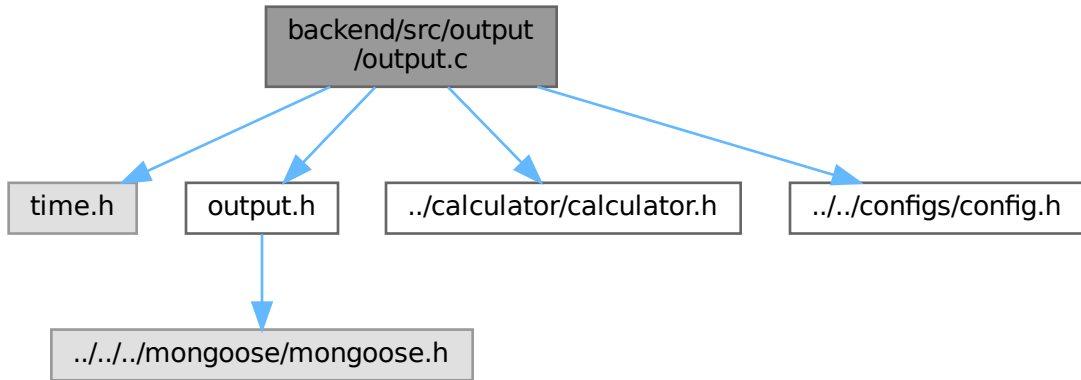 backend/src/output
/output.c
time.h
output.h
../calculator/calculator.h
../../configs/config.h
../../../mongoose/mongoose.h